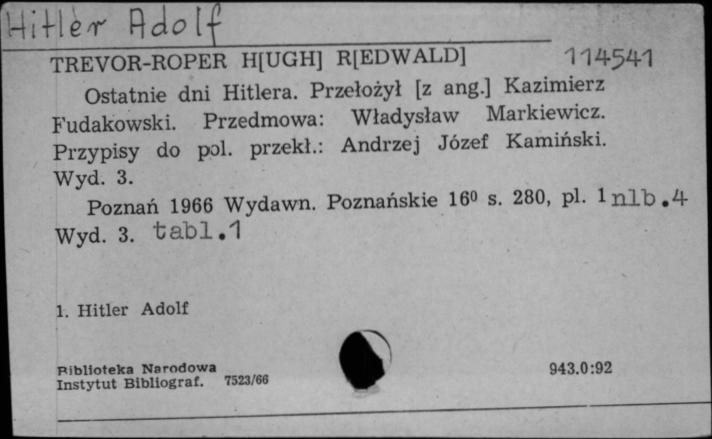 Hitler Adolf
TREVOR-ROPER H[UGH] R[EDWALD] 114541
Ostatnie dni Hitlera. Przełożył [z ang.] Kazimierz
Fudakowski. Przedmowa: Władysław Markiewicz.
Przypisy do pol. przekł.: Andrzej Józef Kamiński.
Wyd. 3.
Poznań 1966 Wydawn. Poznańskie 16⁰ s. 280, pl. 1 nlb.4
Wyd. 3. tabl.1
1. Hitler Adolf
Biblioteka Narodowa
Instytut Bibliograf. 7523/66 943.0:92